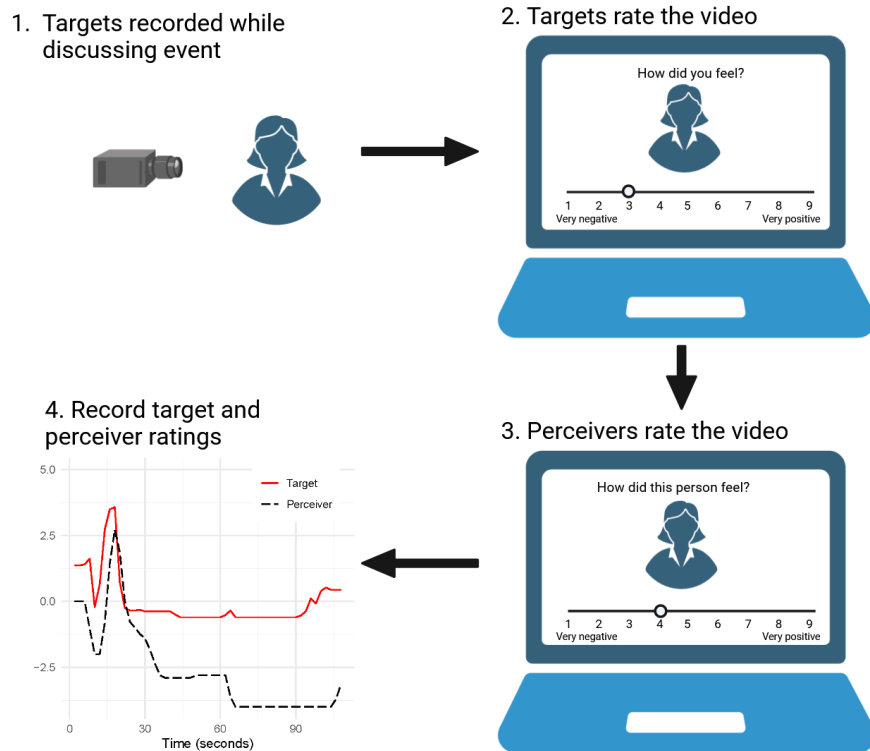 1. Targets recorded while
discussing event
2. Targets rate the video
How did you feel?
1 2 3 4 5 6 7 8 9
Very negative Very positive
3. Perceivers rate the video
How did this person feel?
1 2 3 4 5 6 7 8 9
Very negative Very positive
4. Record target and
perceiver ratings
5.0
2.5
0.0
−2.5
Target
Perceiver
0 30 60 90
Time (seconds)